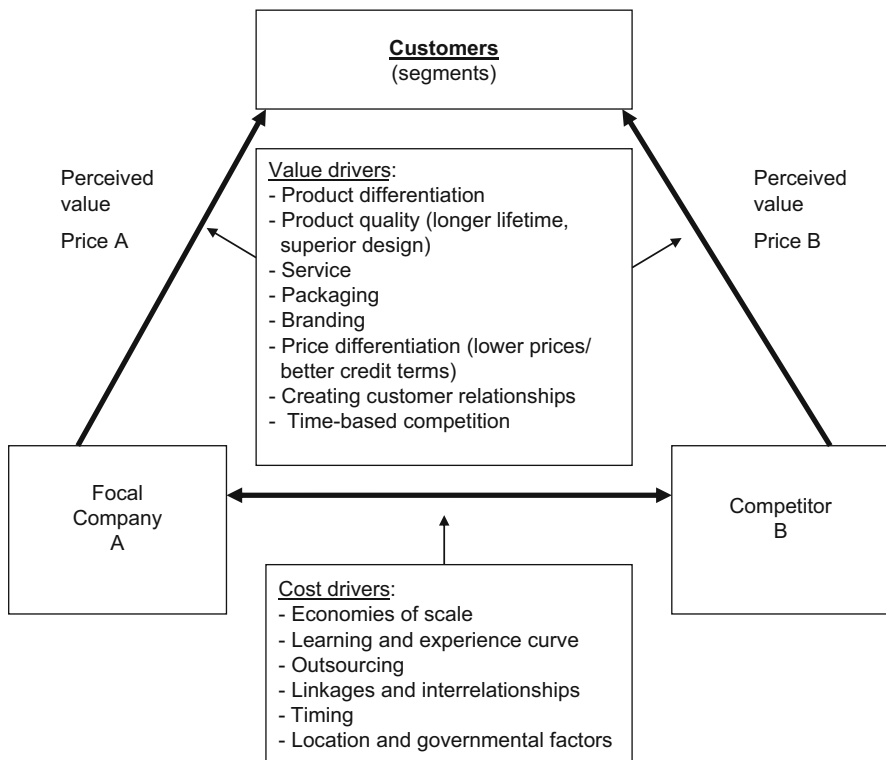 Customers
(segments)
Perceived
value
Price A
Value drivers:
- Product differentiation
- Product quality (longer lifetime,
superior design)
- Service
- Packaging
- Branding
- Price differentiation (lower prices/
better credit terms)
- Creating customer relationships
- Time-based competition
Perceived
value
Price B
Focal
Company
A
Competitor
B
Cost drivers:
- Economies of scale
- Learning and experience curve
- Outsourcing
- Linkages and interrelationships
- Timing
- Location and governmental factors